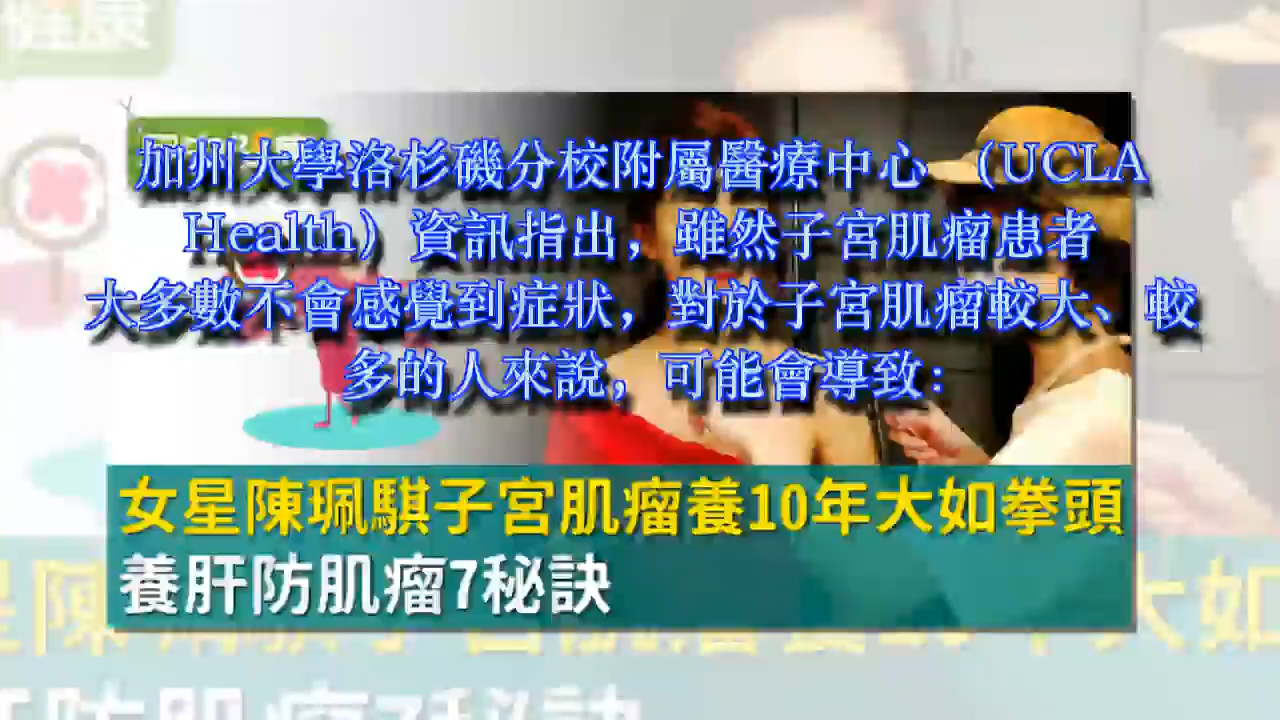 健康
加州大學洛杉磯分校附屬醫療中心 （UCLA
Health）資訊指出，雖然子宮肌瘤患者
大多數不會感覺到症狀，對於子宮肌瘤較大、較
多的人來說，可能會導致：
女星陳珮騏子宮肌瘤養10年大如拳頭
養肝防肌瘤7秘訣